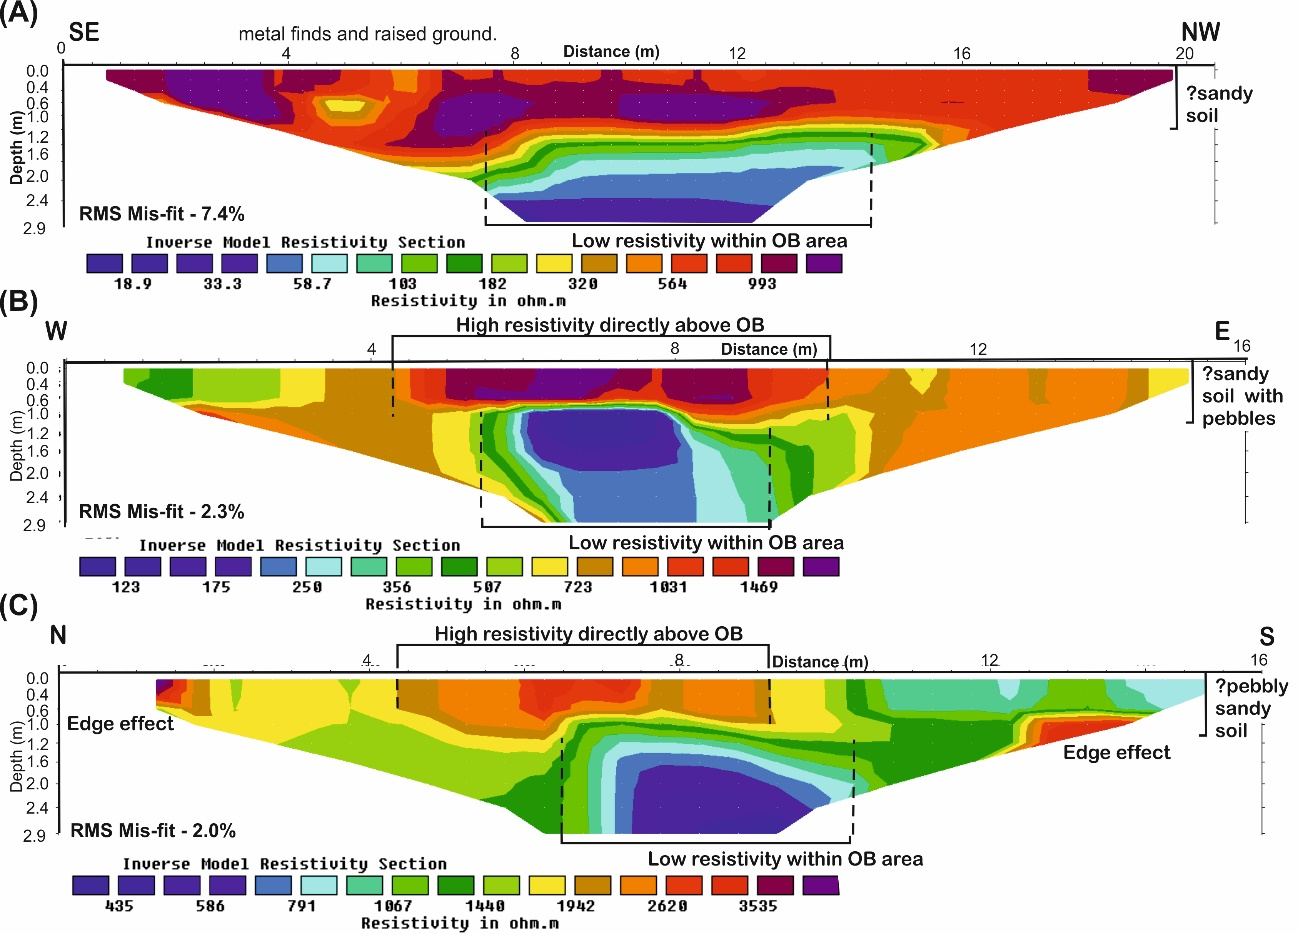 (A)
SE
metal finds and raised ground.
NW
0 4 8 Distance (m) 12 16 20
0.0
0.6
1.0
1.6
2.0
2.4
2.9
Depth (m)
?sandy
soil
RMS Mis-fit - 7.4%
Low resistivity within OB area
Inverse Model Resistivity Section
18.9 33.3 58.7 103 182 320 564 993
Resistivity in ohm.m
(B)
High resistivity directly above OB
W
E
4 8 Distance (m) 12 16
0.0
0.4
0.6
1.0
1.2
1.6
2.0
2.4
2.9
Depth (m)
?sandy
soil with
pebbles
RMS Mis-fit - 2.3%
Low resistivity within OB area
Inverse Model Resistivity Section
123 175 250 356 507 723 1031 1469
Resistivity in ohm.m
(C)
High resistivity directly above OB
N
S
4 8 Distance (m) 12 16
0.0
0.4
0.6
1.0
1.2
1.6
2.0
2.4
2.9
Depth (m)
?pebbly
sandy
soil
Edge effect
Edge effect
RMS Mis-fit - 2.0%
Low resistivity within OB area
Inverse Model Resistivity Section
435 586 791 1067 1440 1942 2620 3535
Resistivity in ohm.m